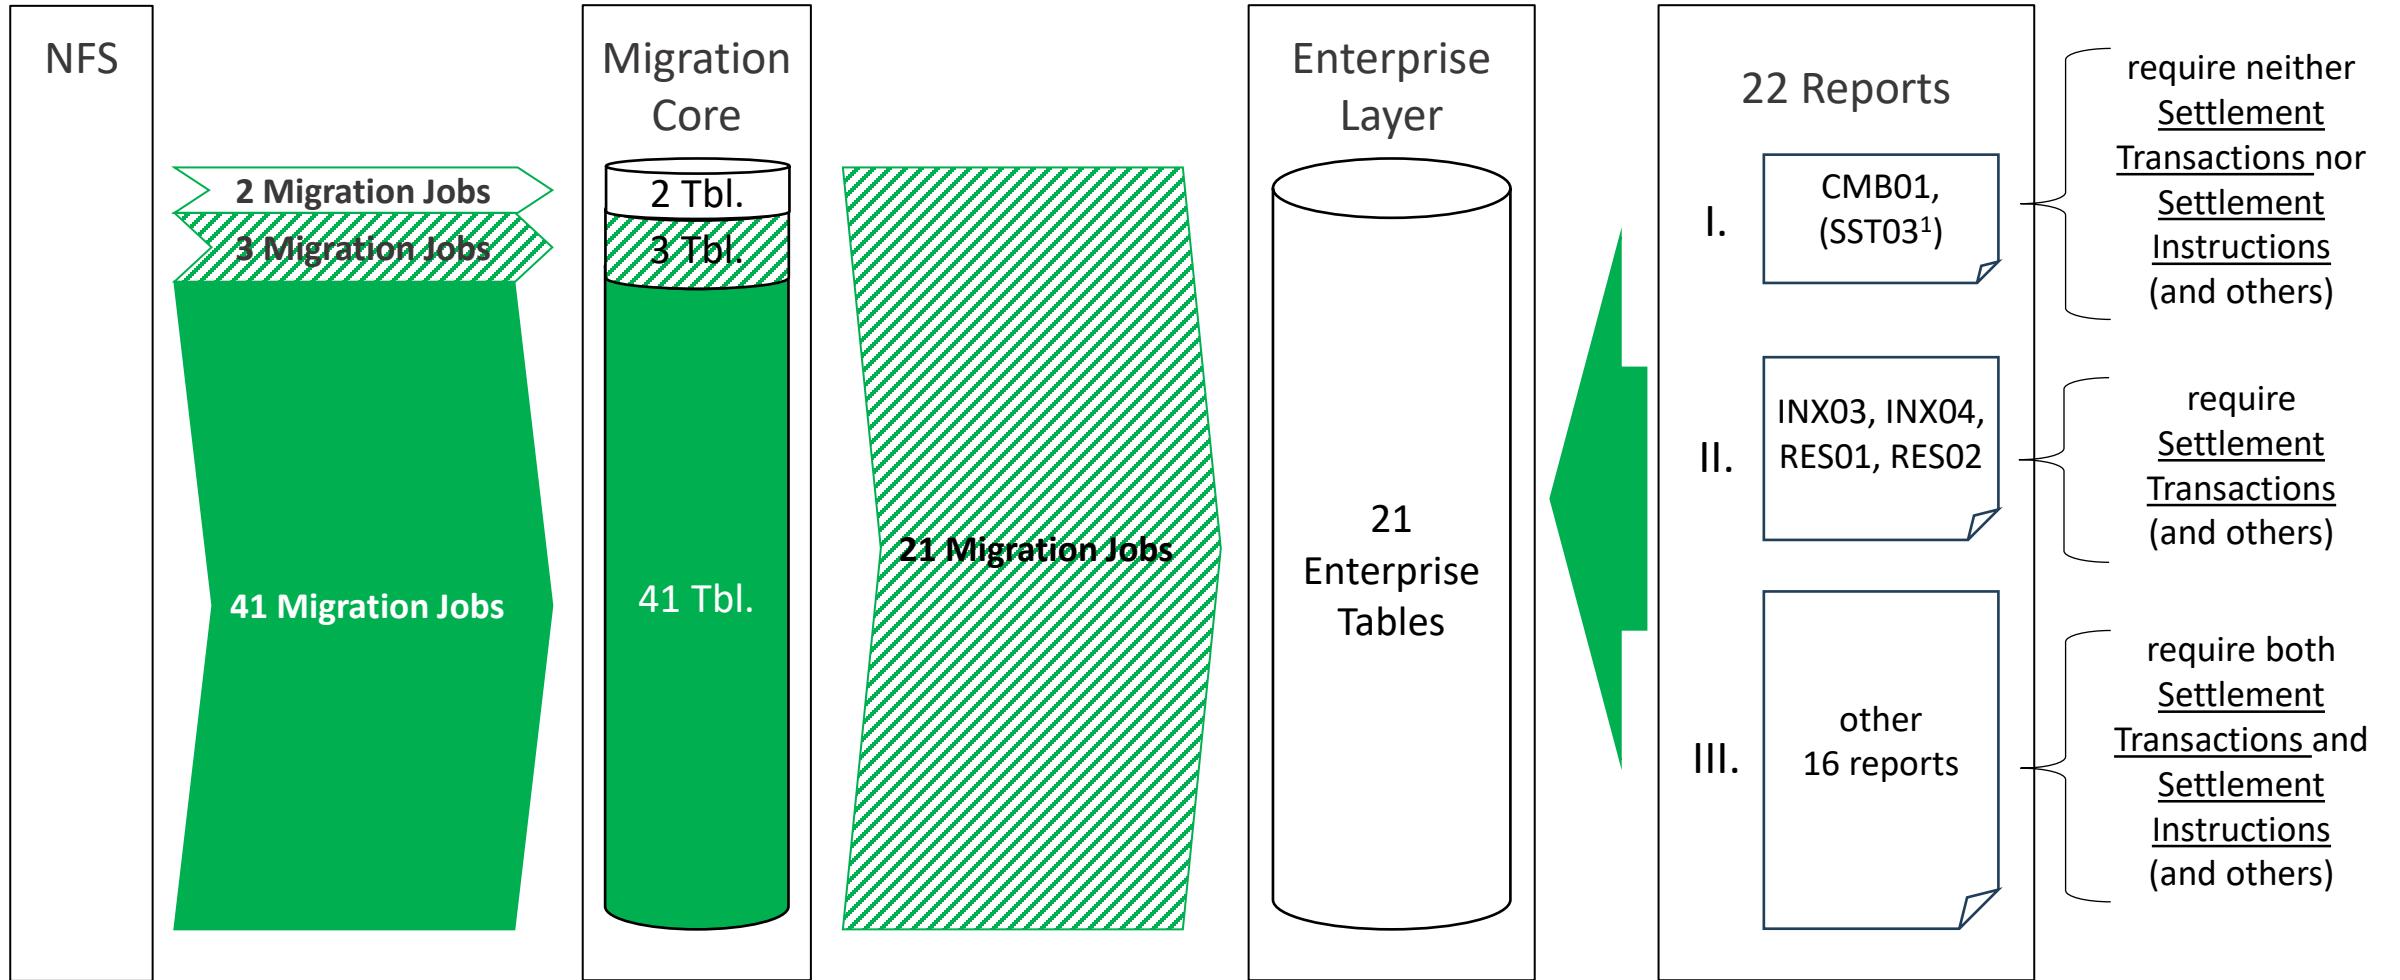 NFS
2 Migration Jobs
3 Migration Jobs
41 Migration Jobs
Migration
Core
2 Tbl.
3 Tbl.
41 Tbl.
21 Migration Jobs
Enterprise
Layer
21
Enterprise
Tables
22 Reports
I.
CMB01,
(SST03¹)
II.
INX03, INX04,
RES01, RES02
III.
other
16 reports
require neither
Settlement
Transactions nor
Settlement
Instructions
(and others)
require
Settlement
Transactions
(and others)
require both
Settlement
Transactions and
Settlement
Instructions
(and others)